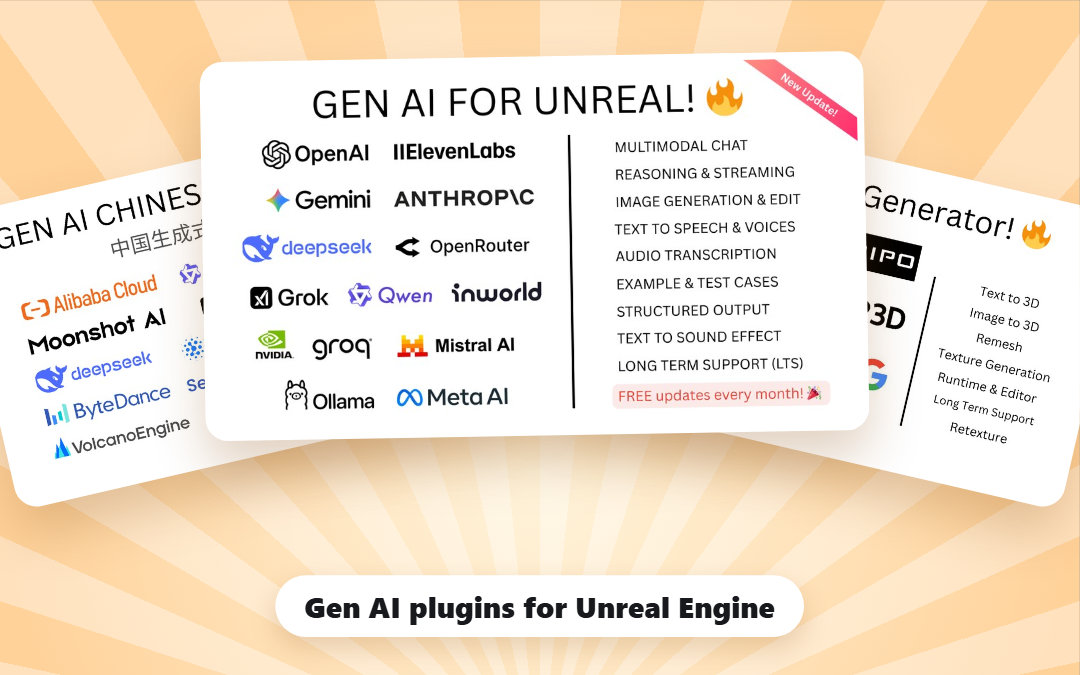 GEN AI FOR UNREAL!
New Update!
OpenAI
IIElevenLabs
Gemini
ANTHROP\C
deepseek
OpenRouter
Grok
Qwen
inworld
NVIDIA
groq
Mistral AI
Ollama
Meta AI
MULTIMODAL CHAT
REASONING & STREAMING
IMAGE GENERATION & EDIT
TEXT TO SPEECH & VOICES
AUDIO TRANSCRIPTION
EXAMPLE & TEST CASES
STRUCTURED OUTPUT
TEXT TO SOUND EFFECT
LONG TERM SUPPORT (LTS)
FREE updates every month!
GEN AI CHINES
中国生成式
Alibaba Cloud
Moonshot AI
deepseek
ByteDance
Se
VolcanoEngine
Generator!
IPO
3D
Text to 3D
Image to 3D
Remesh
Texture Generation
Runtime & Editor
Long Term Support
Retexture
Gen AI plugins for Unreal Engine